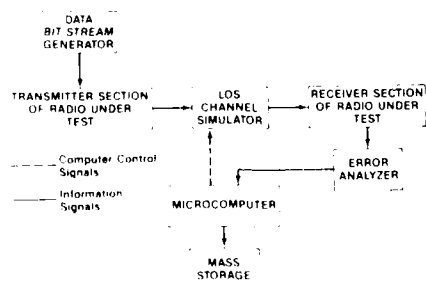 DATA
BIT STREAM
GENERATOR
TRANSMITTER SECTION
OF RADIO UNDER
TEST
LOS
CHANNEL
SIMULATOR
RECEIVER SECTION
OF RADIO UNDER
TEST
Computer Control
Signals
Information
Signals
ERROR
ANALYZER
MICROCOMPUTER
MASS
STORAGE